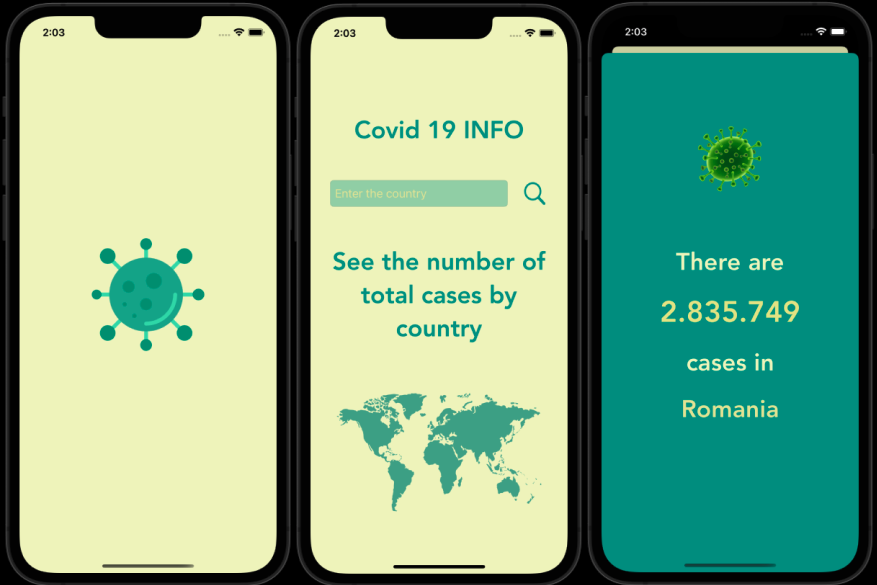 2:03
2:03
Covid 19 INFO
Enter the country
See the number of
total cases by
country
2:03
There are
2.835.749
cases in
Romania